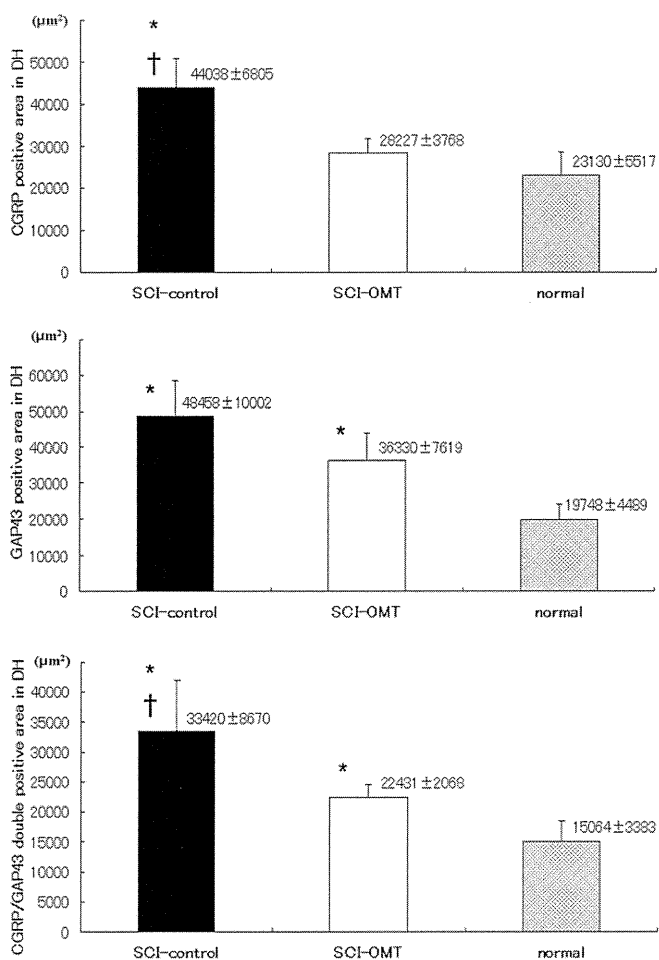 (μm²)
*
†
44038±6805
28227±3768
23130±5517
CGRP positive area in DH
50000
40000
30000
20000
10000
0
SCI-control
SCI-OMT
normal
(μm²)
*
48458±10002
*
36330±7619
19748±4489
GAP43 positive area in DH
60000
50000
40000
30000
20000
10000
0
SCI-control
SCI-OMT
normal
(μm²)
*
†
33420±8670
*
22431±2068
15064±3383
CGRP/GAP43 double positive area in DH
40000
35000
30000
25000
20000
15000
10000
5000
0
SCI-control
SCI-OMT
normal